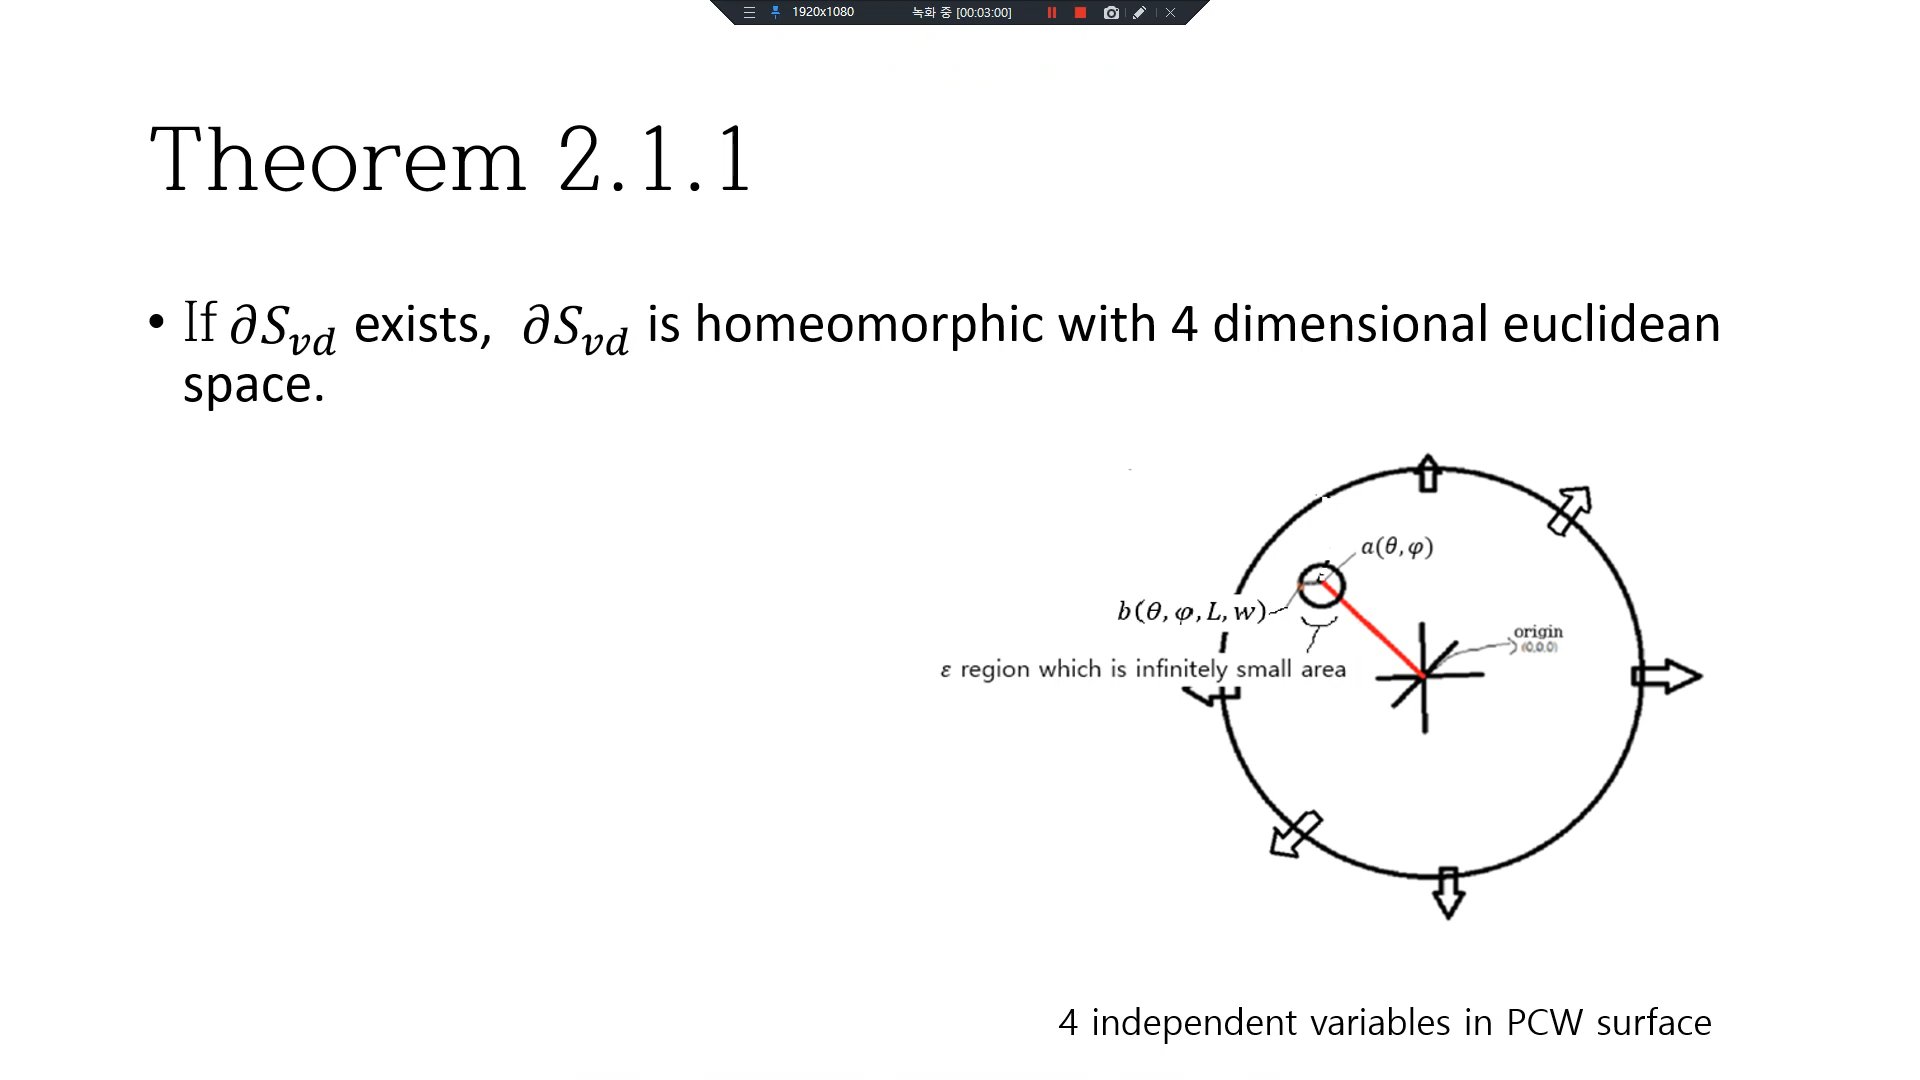 1920x1080 녹화 중 [00:03:00]
Theorem 2.1.1
• If ∂S_vd exists, ∂S_vd is homeomorphic with 4 dimensional euclidean
space.
a(θ,φ)
b(θ, φ, L, w)
origin
(0,0,0)
ε region which is infinitely small area
4 independent variables in PCW surface